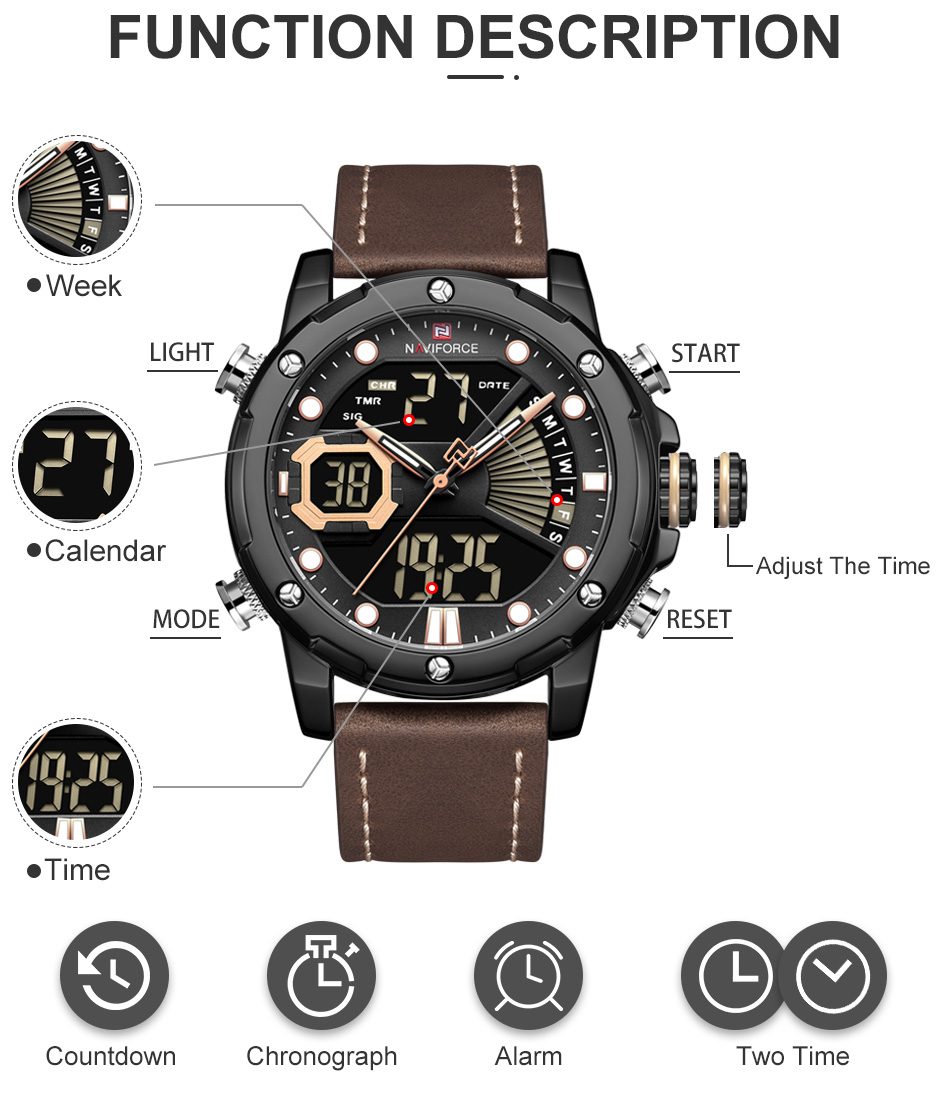 FUNCTION DESCRIPTION
M T W T F S
Week
LIGHT
START
NAVIFORCE
CHR
27
DATE
TMR
SIG
S M T W T F S
27
38
Calendar
19:25
Adjust The Time
MODE
RESET
19:25
Time
Countdown
Chronograph
Alarm
Two Time